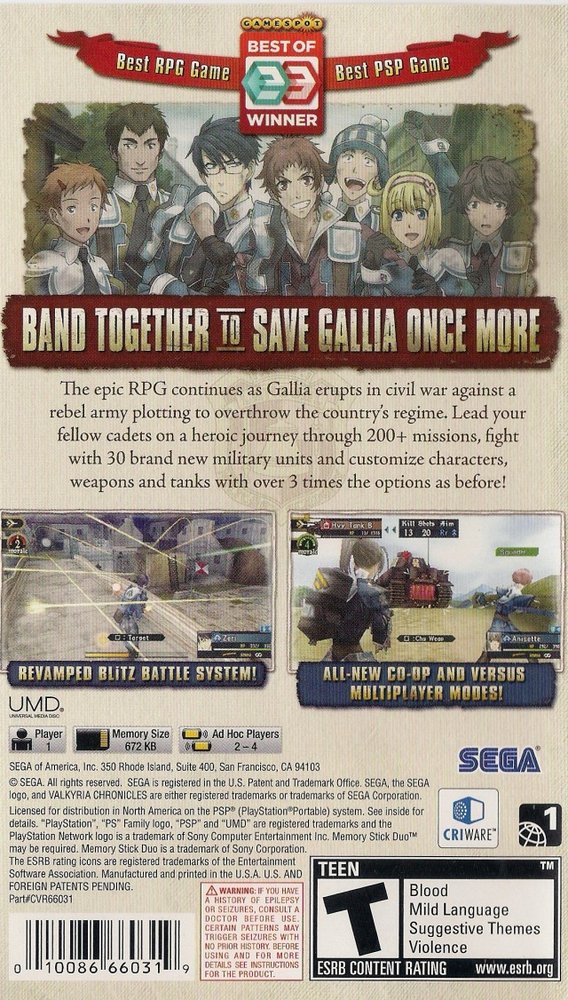 GAMESPOT
BEST OF
E3
WINNER
Best RPG Game
Best PSP Game
BAND TOGETHER TO SAVE GALLIA ONCE MORE
The epic RPG continues as Gallia erupts in civil war against a
rebel army plotting to overthrow the country's regime. Lead your
fellow cadets on a heroic journey through 200+ missions, fight
with 30 brand new military units and customize characters,
weapons and tanks with over 3 times the options as before!
2
: Target
Zeri
Hvy Tank B
Kill Shots Aim
13 20
4
: Chg Weap
Anisette
REVAMPED BLiTZ BATTLE SYSTEM!
ALL-NEW CO-OP AND VERSUS
MULTIPLAYER MODES!
UMD®
UNIVERSAL MEDIA DISC
Player
1
Memory Size
672 KB
Ad Hoc Players
2 – 4
SEGA®
SEGA of America, Inc. 350 Rhode Island, Suite 400, San Francisco, CA 94103
© SEGA. All rights reserved. SEGA is registered in the U.S. Patent and Trademark Office. SEGA, the SEGA
logo, and VALKYRIA CHRONICLES are either registered trademarks or trademarks of SEGA Corporation.
Licensed for distribution in North America on the PSP® (PlayStation®Portable) system. See inside for
details. "PlayStation", "PS" Family logo, "PSP" and "UMD" are registered trademarks and the
PlayStation Network logo is a trademark of Sony Computer Entertainment Inc. Memory Stick Duo™
may be required. Memory Stick Duo is a trademark of Sony Corporation.
The ESRB rating icons are registered trademarks of the Entertainment
Software Association. Manufactured and printed in the U.S.A. U.S. AND
FOREIGN PATENTS PENDING.
Part#CVR66031
CRIWARE™
1
WARNING: IF YOU HAVE
A HISTORY OF EPILEPSY
OR SEIZURES, CONSULT A
DOCTOR BEFORE USE.
CERTAIN PATTERNS MAY
TRIGGER SEIZURES WITH
NO PRIOR HISTORY. BEFORE
USING AND FOR MORE
DETAILS SEE INSTRUCTIONS
FOR THE PRODUCT.
TEEN
TM
T
Blood
Mild Language
Suggestive Themes
Violence
ESRB CONTENT RATING www.esrb.org
0 10086 66031 9